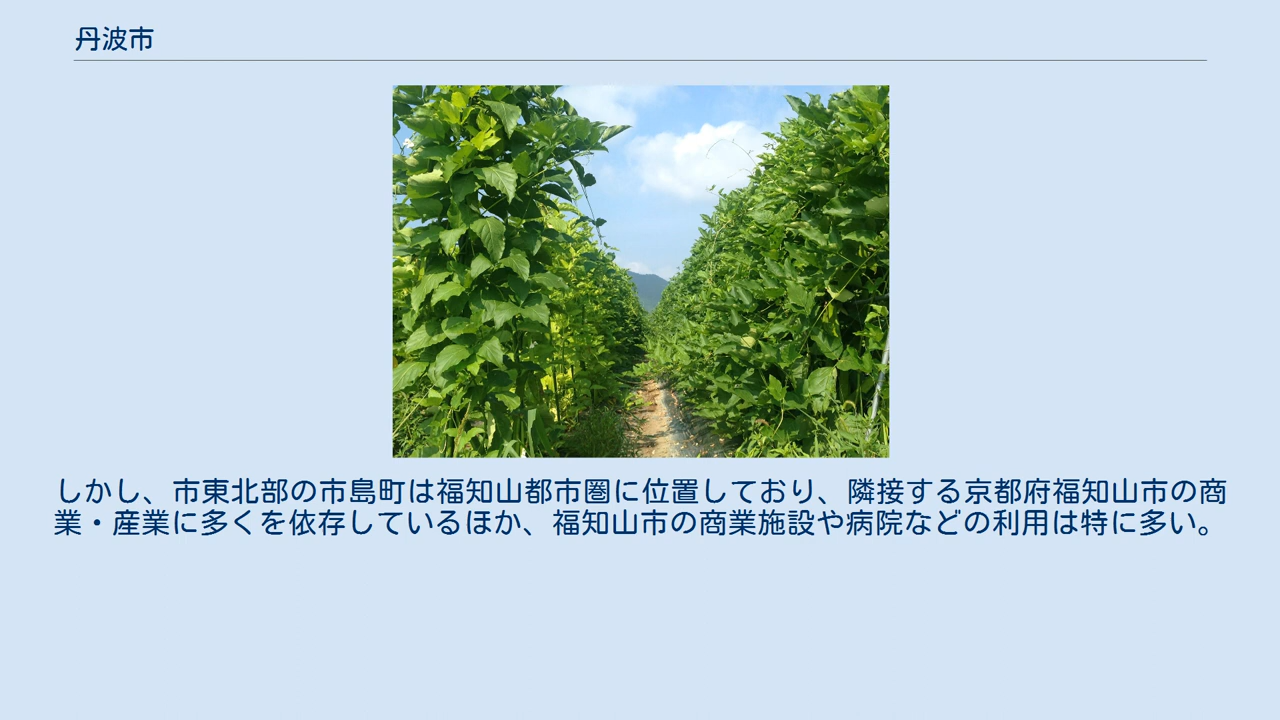 丹波市
しかし、市東北部の市島町は福知山都市圏に位置しており、隣接する京都府福知山市の商
業・産業に多くを依存しているほか、福知山市の商業施設や病院などの利用は特に多い。